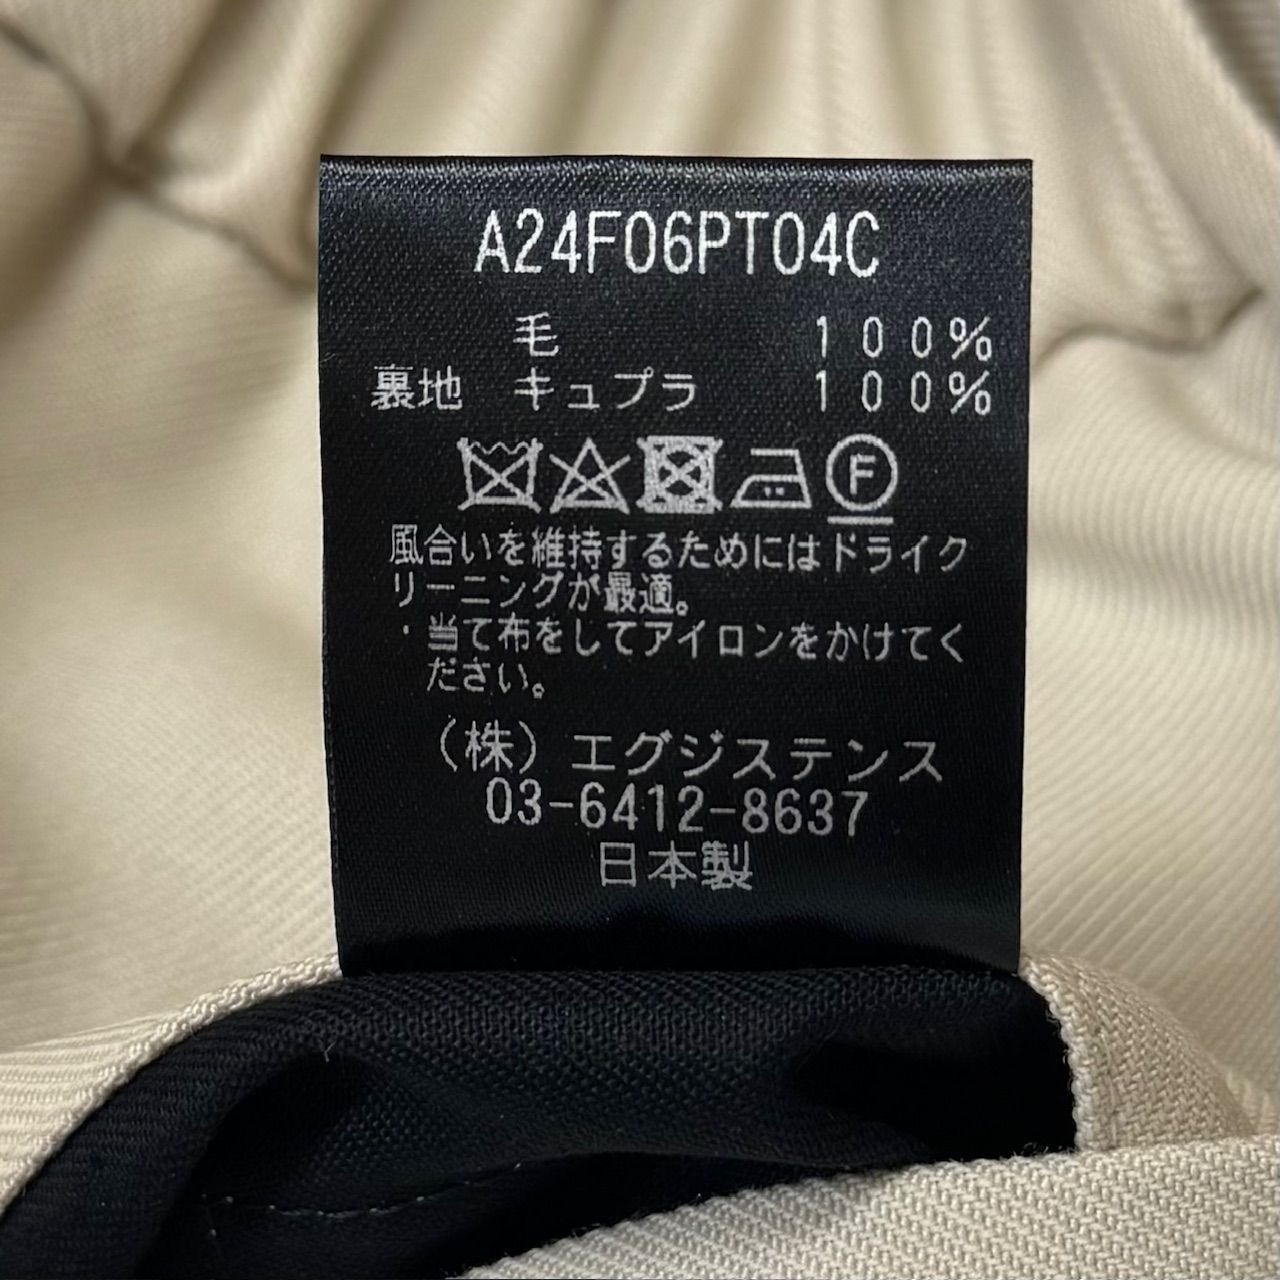 A24F06PT04C
毛 100%
裏地 キュプラ 100%
F
風合いを維持するためにはドライク
リーニングが最適。
・当て布をしてアイロンをかけてく
ださい。
(株)エグジステンス
03-6412-8637
日本製